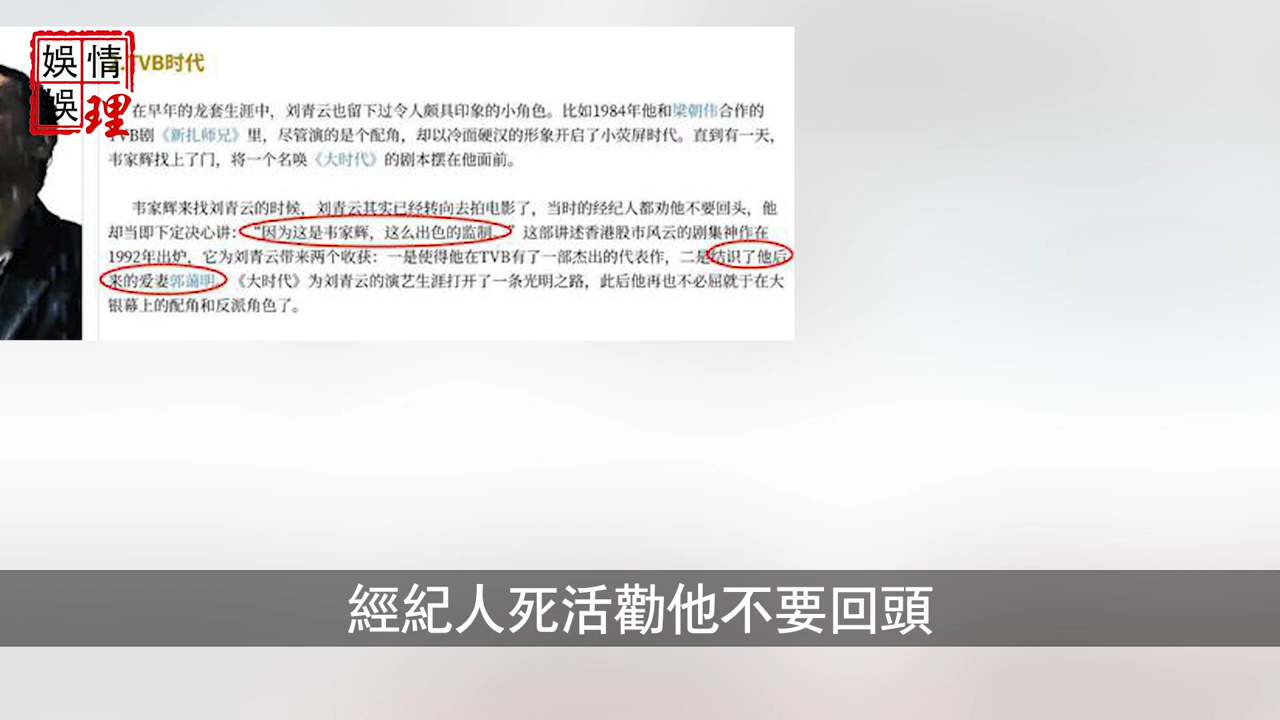 娛情
娛理
TVB时代
在早年的龙套生涯中，刘青云也留下过令人颇具印象的小角色。比如1984年他和梁朝伟合作的
TVB剧《新扎师兄》里，尽管演的是个配角，却以冷面硬汉的形象开启了小荧屏时代。直到有一天，
韦家辉找上了门，将一个名唤《大时代》的剧本摆在他面前。
韦家辉来找刘青云的时候，刘青云其实已经转向去拍电影了，当时的经纪人都劝他不要回头，他
却当即下定决心讲：“因为这是韦家辉，这么出色的监制。”这部讲述香港股市风云的剧集神作在
1992年出炉，它为刘青云带来两个收获：一是使得他在TVB有了一部杰出的代表作，二是结识了他后
来的爱妻郭蔼明。《大时代》为刘青云的演艺生涯打开了一条光明之路，此后他再也不必屈就于在大
银幕上的配角和反派角色了。
經紀人死活勸他不要回頭